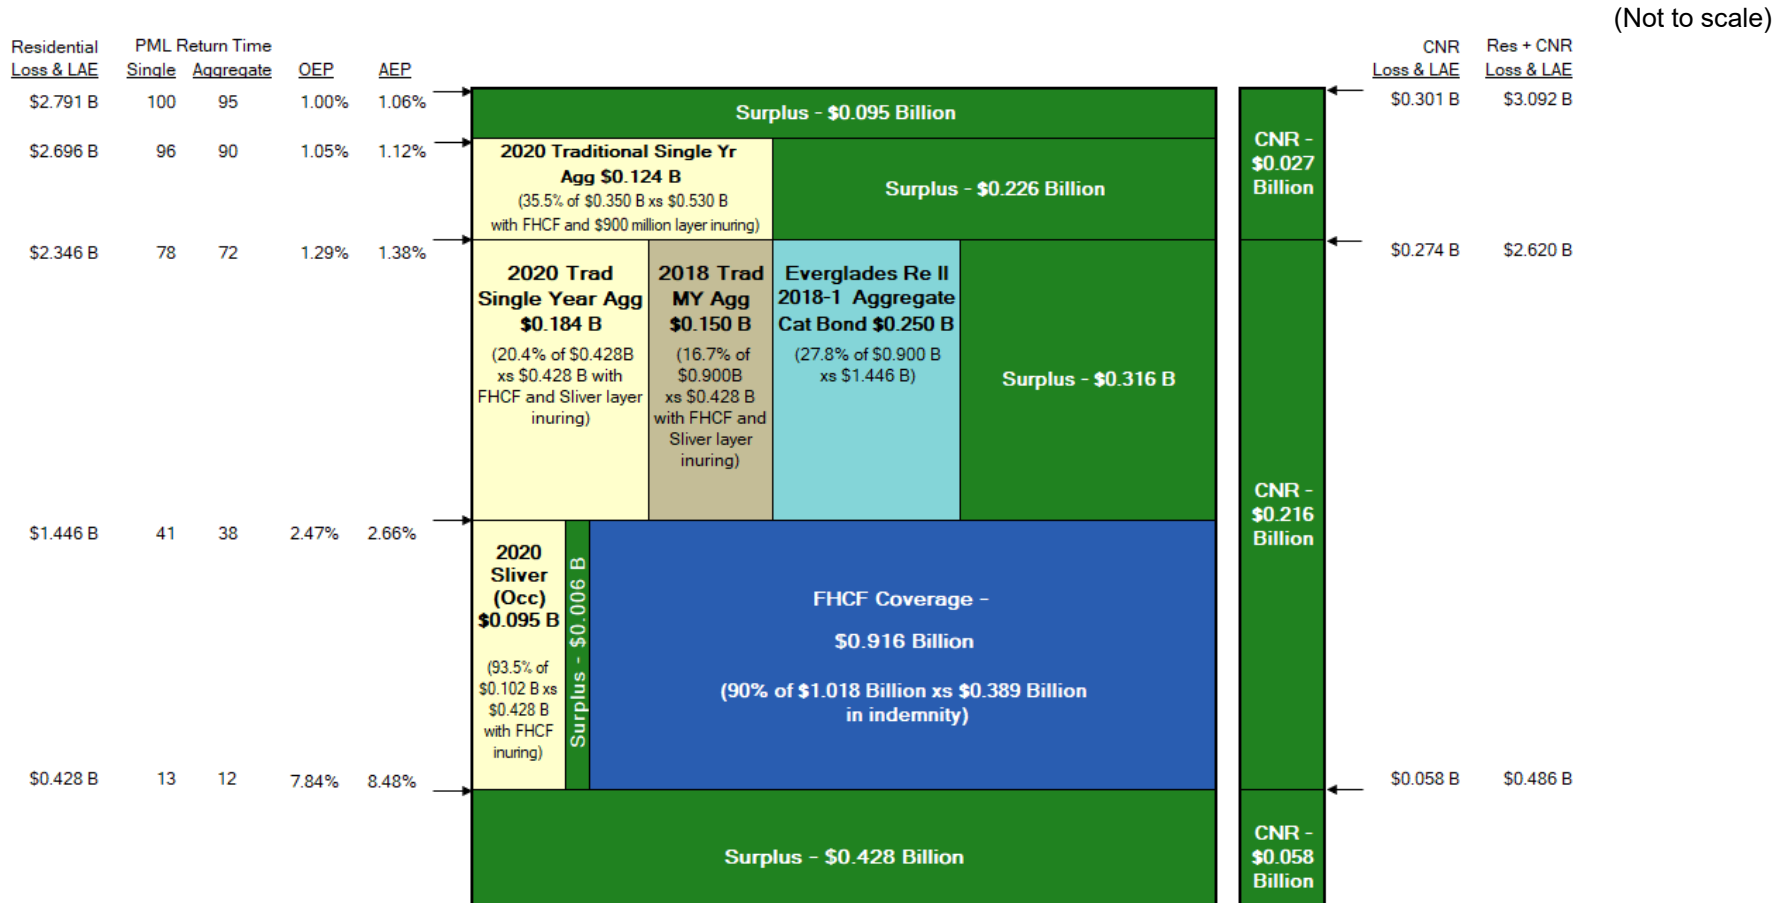 (Not to scale)
Residential PML Return Time
Loss & LAE Single Aggregate OEP AEP
$2.791 B 100 95 1.00% 1.06%
$2.696 B 96 90 1.05% 1.12%
$2.346 B 78 72 1.29% 1.38%
$1.446 B 41 38 2.47% 2.66%
$0.428 B 13 12 7.84% 8.48%
Surplus - $0.095 Billion
2020 Traditional Single Yr
Agg $0.124 B
(35.5% of $0.350 B xs $0.530 B
with FHCF and $900 million layer inuring)
Surplus - $0.226 Billion
2020 Trad
Single Year Agg
$0.184 B
(20.4% of $0.428B
xs $0.428 B with
FHCF and Sliver layer
inuring)
2018 Trad
MY Agg
$0.150 B
(16.7% of
$0.900B
xs $0.428 B
with FHCF and
Sliver layer
inuring)
Everglades Re II
2018-1 Aggregate
Cat Bond $0.250 B
(27.8% of $0.900 B
xs $1.446 B)
Surplus - $0.316 B
2020
Sliver
(Occ)
$0.095 B
(93.5% of
$0.102 B xs
$0.428 B
with FHCF
inuring)
Surplus - $0.006 B
FHCF Coverage -
$0.916 Billion
(90% of $1.018 Billion xs $0.389 Billion
in indemnity)
Surplus - $0.428 Billion
CNR -
$0.027
Billion
CNR -
$0.216
Billion
CNR -
$0.058
Billion
CNR Res + CNR
Loss & LAE Loss & LAE
$0.301 B $3.092 B
$0.274 B $2.620 B
$0.058 B $0.486 B